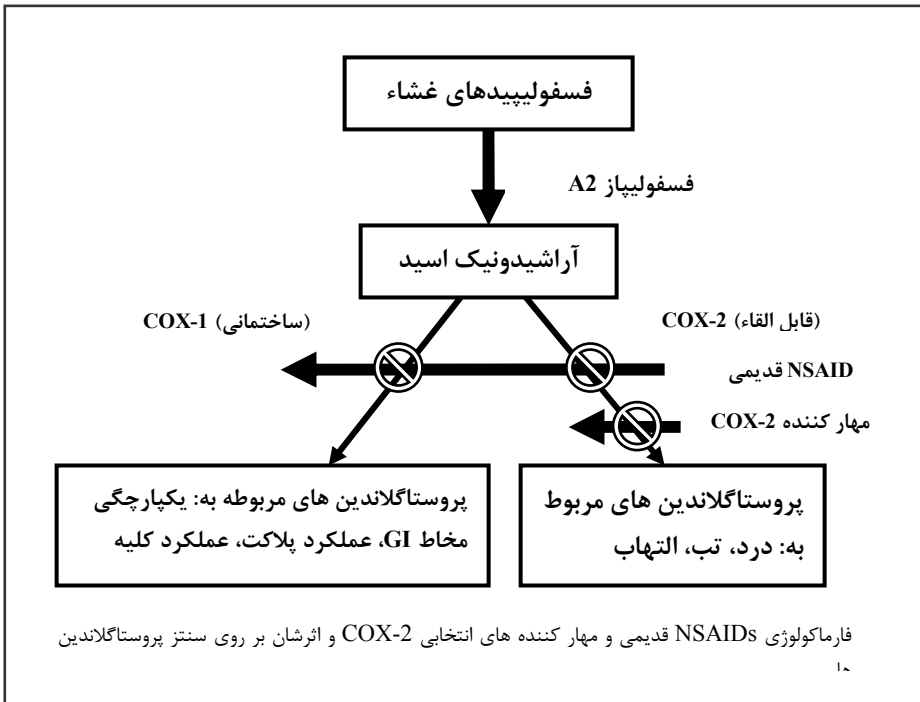 فسفولیپیدهای غشاء
فسفولیپاز A2
آراشیدونیک اسید
COX-1 (ساختمانی)
COX-2 (قابل القاء)
NSAID قدیمی
مهار کننده COX-2
پروستاگلاندین های مربوط
به: درد، تب، التهاب
پروستاگلاندین های مربوطه به: یکپارچگی
مخاط GI، عملکرد پلاکت، عملکرد کلیه
فارماکولوژی NSAIDs قدیمی و مهار کننده های انتخابی COX-2 و اثرشان بر روی سنتز پروستاگلاندین
ها